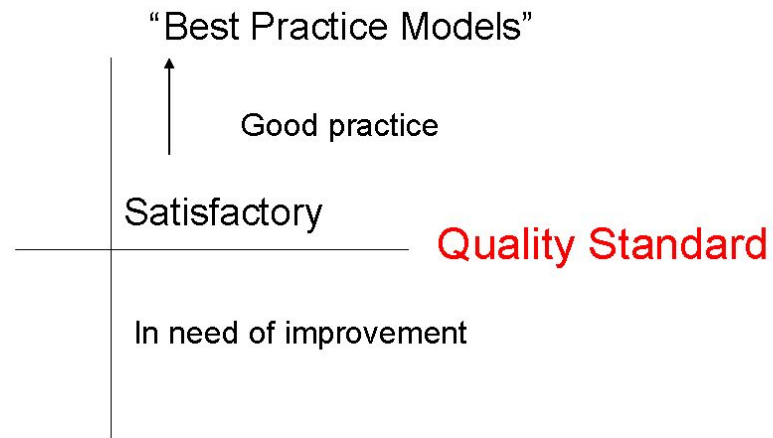 “Best Practice Models”
Good practice
Satisfactory
Quality Standard
In need of improvement